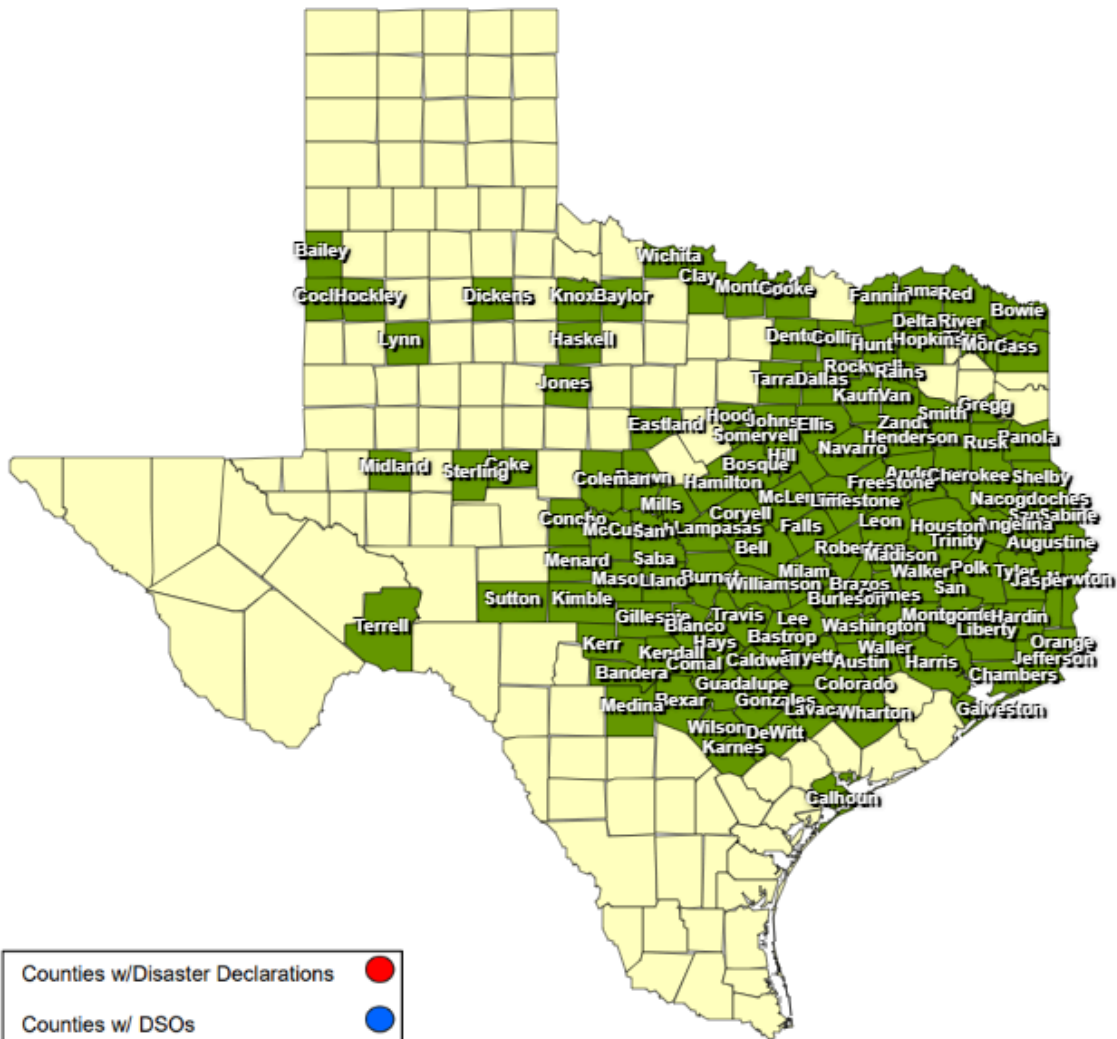 Bailey
Wichita
Clay
Cooke
Hockley
Dickens
Knox
Baylor
Fannin
Red
Bowie
Delta
River
Lynn
Haskell
Hunt
Hopkins
Cass
Jones
Dallas
Rains
Van
Smith
Gregg
Eastland
Hood
Ellis
Somervell
Henderson
Rusk
Panola
Navarro
Midland
Sterling
Coke
Bosque
Hill
Hamilton
Freestone
Cherokee
Shelby
Mills
Limestone
Nacogdoches
Concho
Coryell
Sabine
Lampasas
Falls
Leon
Houston
Angelina
Trinity
Augustine
Menard
Saba
Bell
Madison
Llano
Milam
Walker
Polk
Tyler
Williamson
Brazos
San
Jasper
Sutton
Kimble
Burleson
Terrell
Travis
Lee
Washington
Hardin
Blanco
Bastrop
Liberty
Kerr
Kendall
Hays
Waller
Orange
Comal
Caldwell
Austin
Harris
Jefferson
Bandera
Guadalupe
Colorado
Chambers
Medina
Wharton
Galveston
Wilson
DeWitt
Karnes
Calhoun
Counties w/Disaster Declarations
Counties w/ DSOs